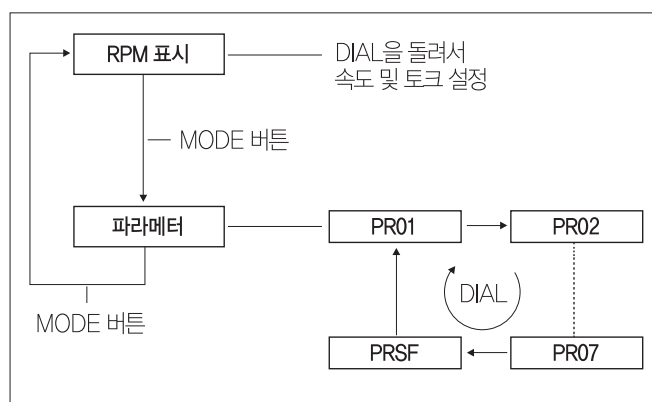 RPM 표시
DIAL을 돌려서
속도 및 토크 설정
MODE 버튼
파라메터
PR01
PR02
DIAL
MODE 버튼
PRSF
PR07